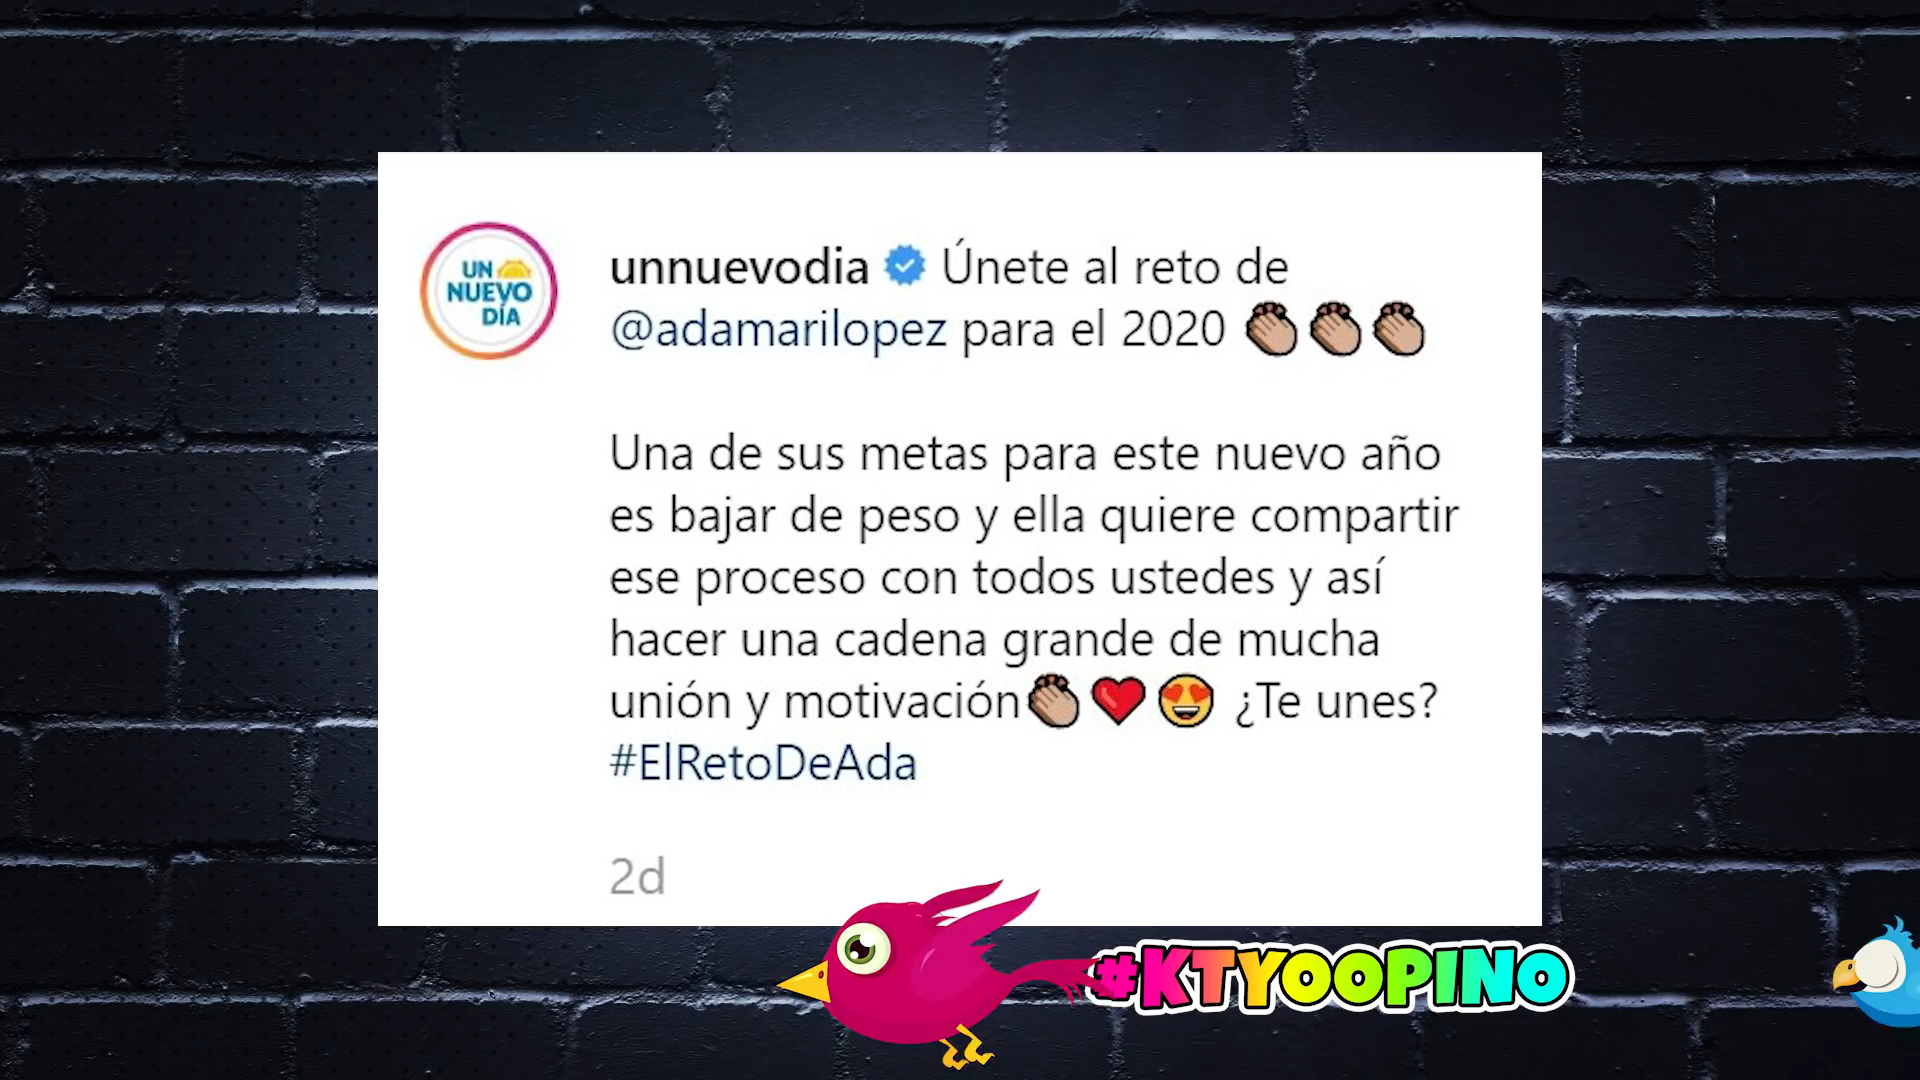 UN
NUEVO
DÍA
unnuevodia Únete al reto de
@adamarilopez para el 2020 👏🏽👏🏽👏🏽
Una de sus metas para este nuevo año
es bajar de peso y ella quiere compartir
ese proceso con todos ustedes y así
hacer una cadena grande de mucha
unión y motivación👏🏽❤️😍 ¿Te unes?
#ElRetoDeAda
2d
#KTYOOPINO